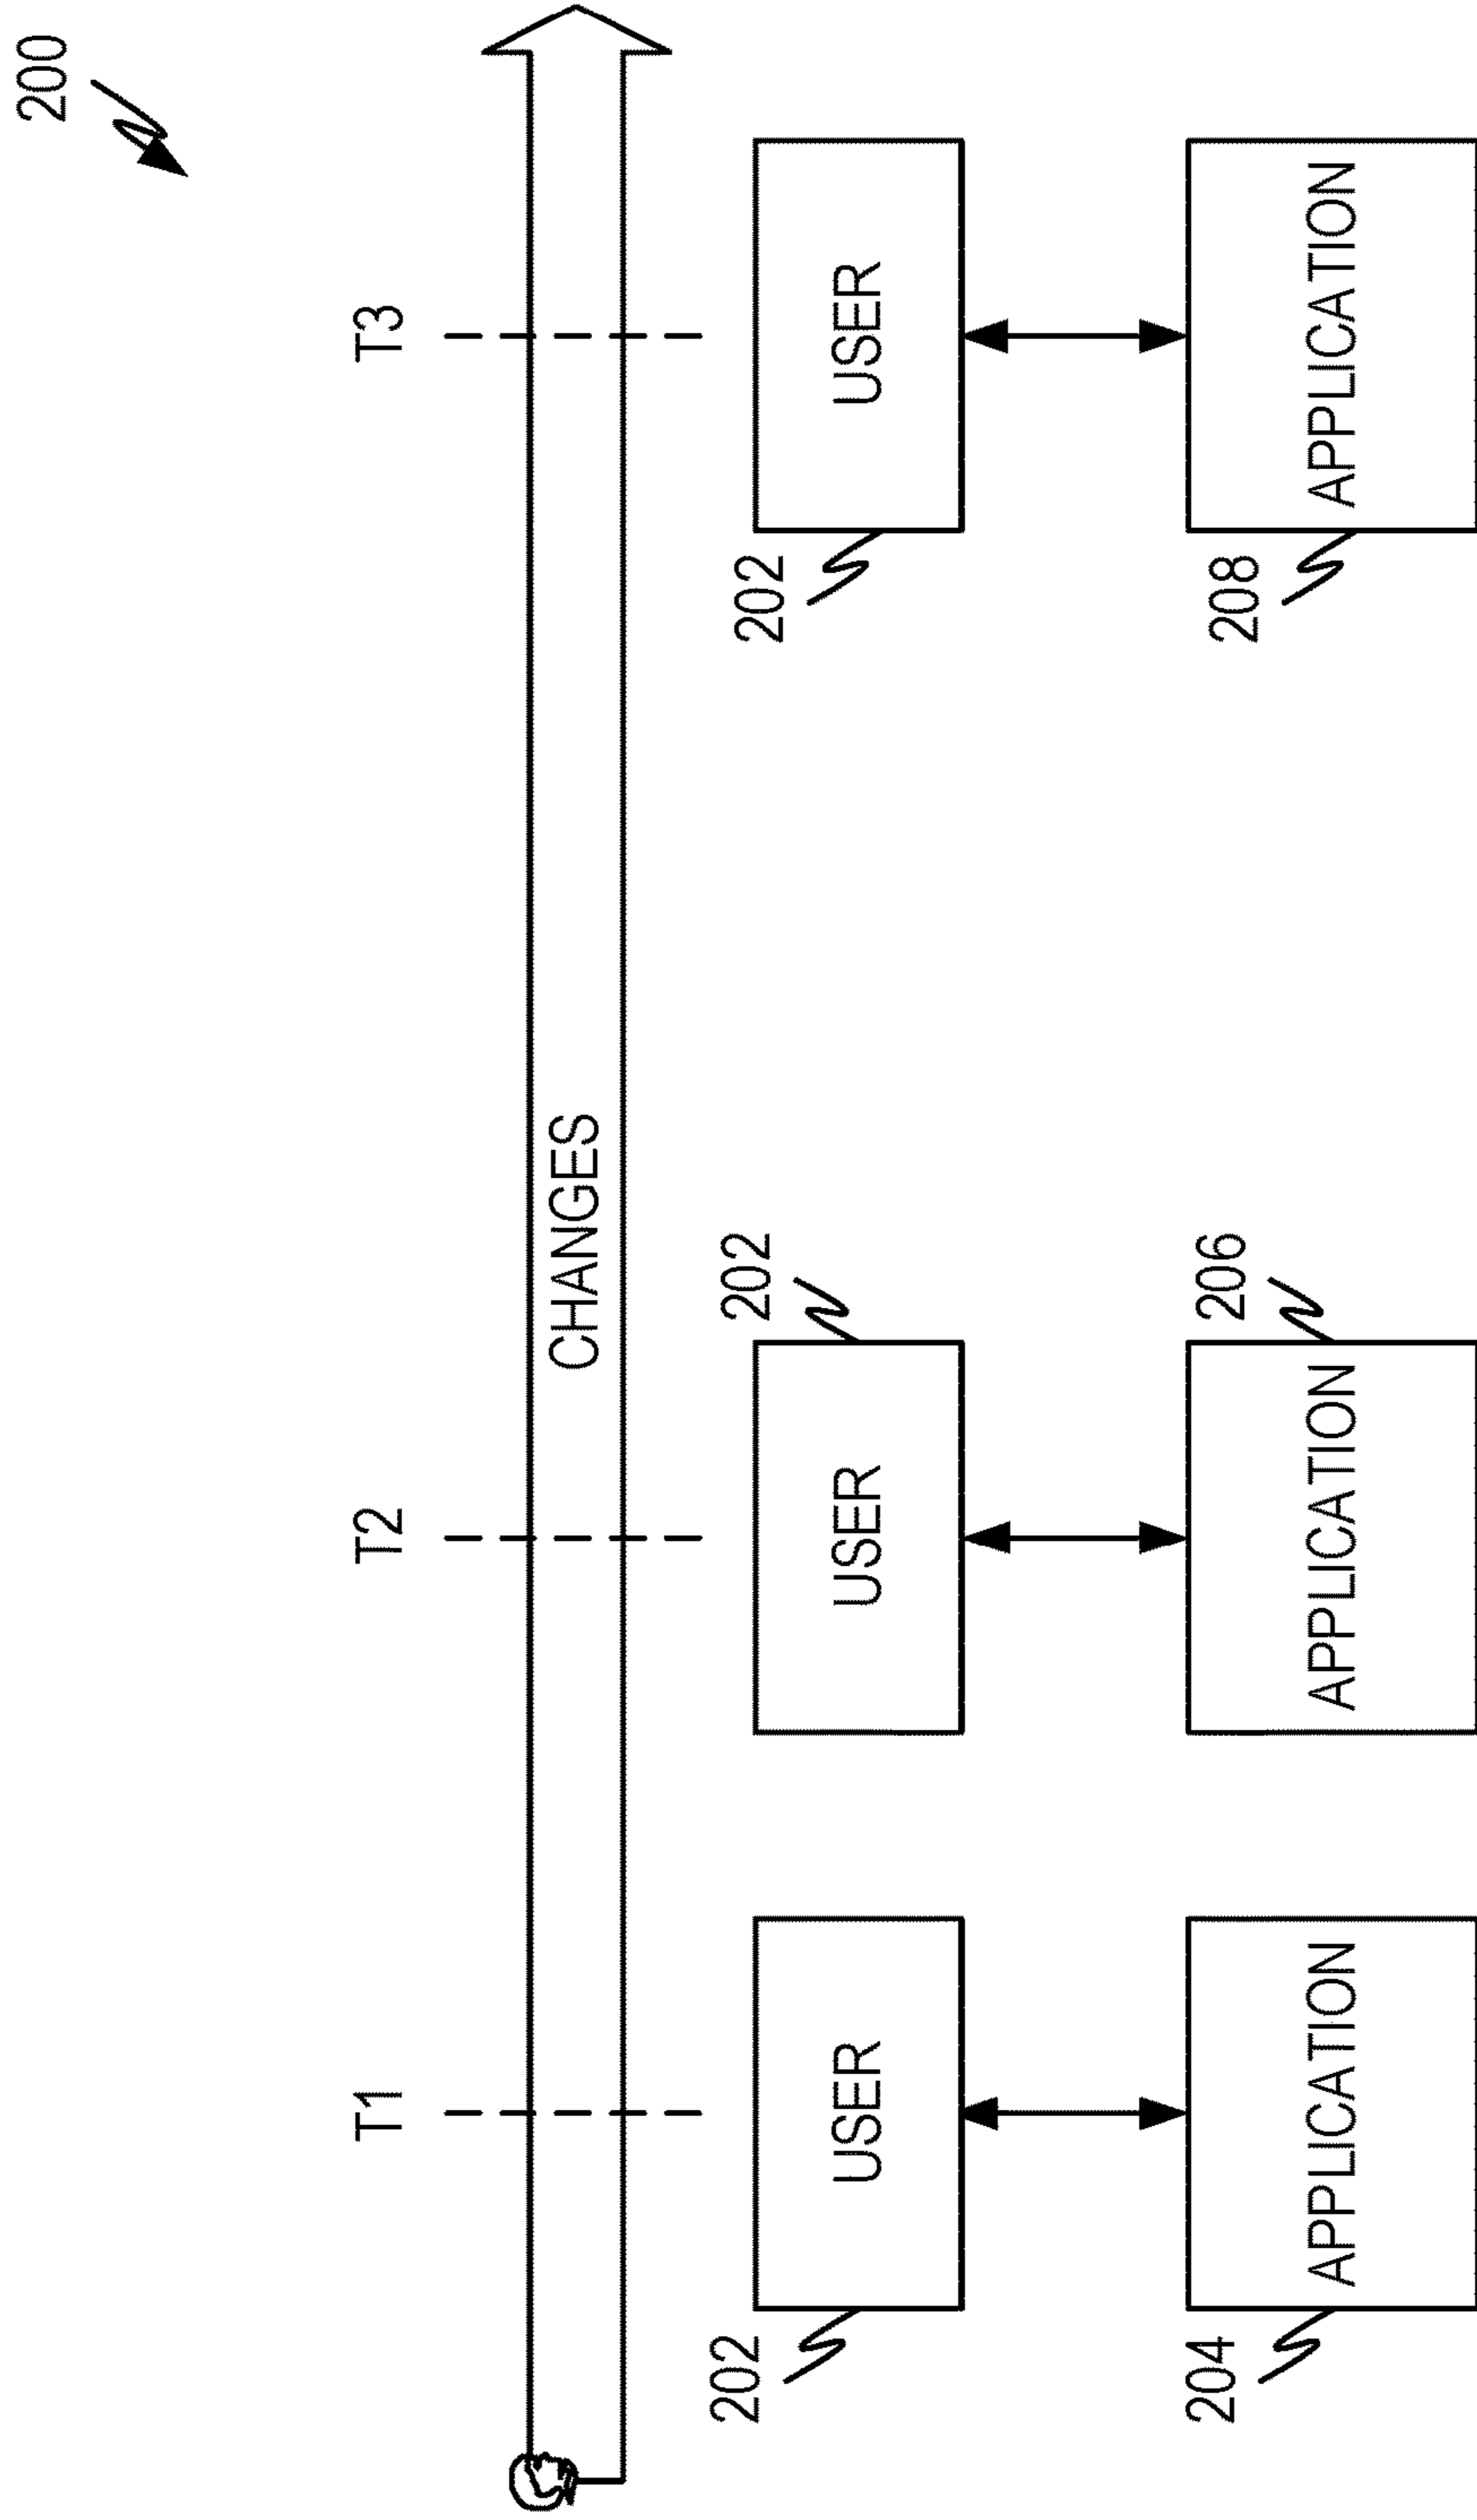 200
T1
T2
T3
CHANGES
202
USER
USER
202
202
USER
204
APPLICATION
APPLICATION
206
208
APPLICATION